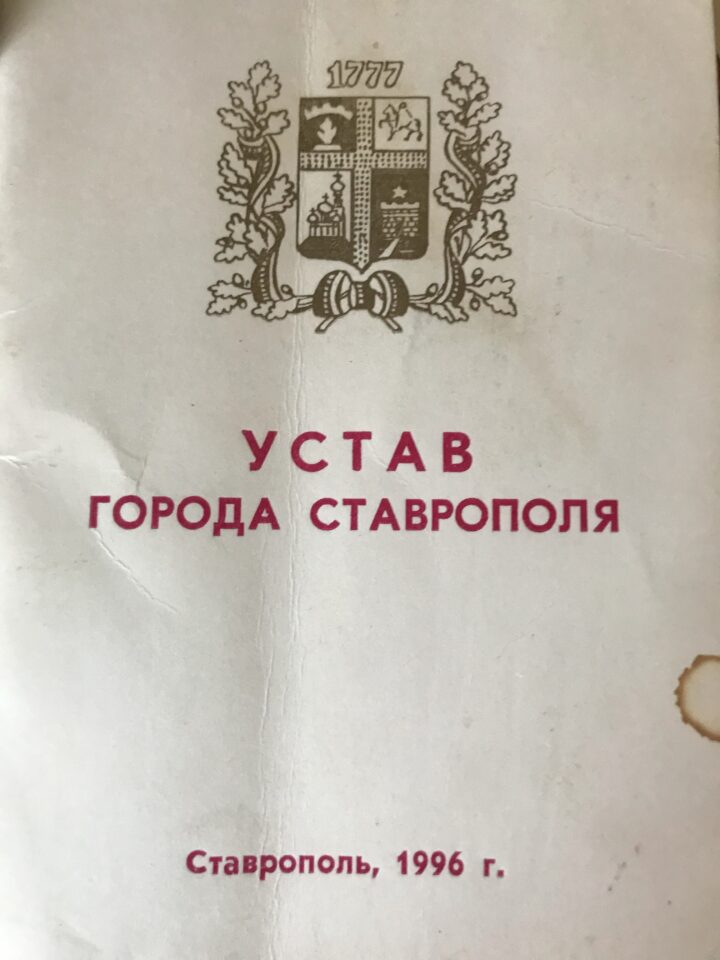 1777
УСТАВ
ГОРОДА СТАВРОПОЛЯ
Ставрополь, 1996 г.